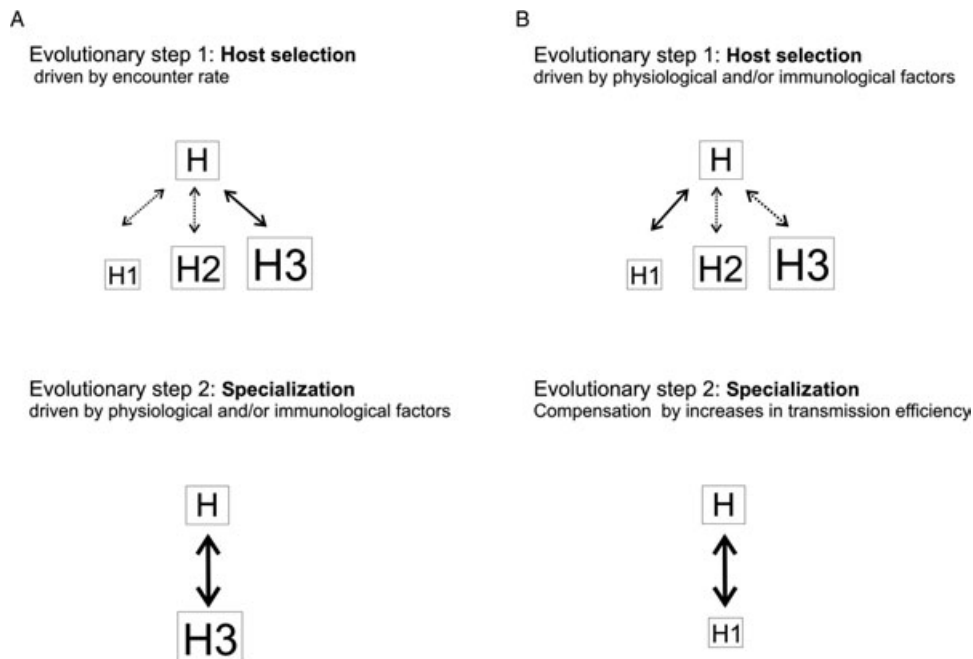 A
Evolutionary step 1: Host selection
driven by encounter rate
H
H1 H2 H3
Evolutionary step 2: Specialization
driven by physiological and/or immunological factors
H
H3
B
Evolutionary step 1: Host selection
driven by physiological and/or immunological factors
H
H1 H2 H3
Evolutionary step 2: Specialization
Compensation by increases in transmission efficiency
H
H1